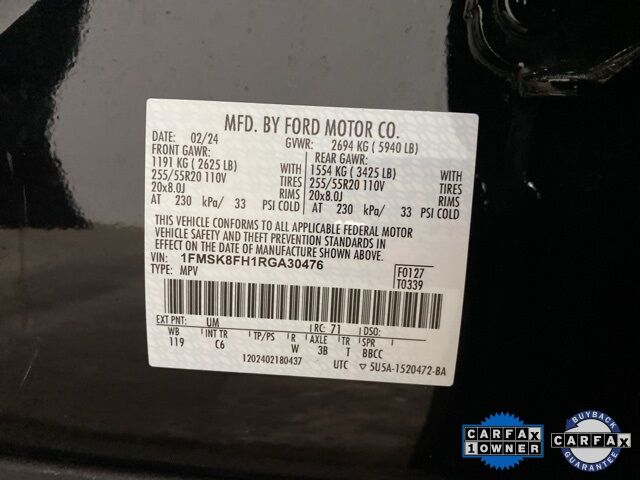 MFD. BY FORD MOTOR CO.
DATE: 02/24 GVWR: 2694 KG ( 5940 LB)
FRONT GAWR: REAR GAWR:
1191 KG ( 2625 LB) WITH 1554 KG ( 3425 LB) WITH
255/55R20 110V TIRES 255/55R20 110V TIRES
20x8.0J RIMS 20x8.0J RIMS
AT 230 kPa/ 33 PSI COLD AT 230 kPa/ 33 PSI COLD
THIS VEHICLE CONFORMS TO ALL APPLICABLE FEDERAL MOTOR
VEHICLE SAFETY AND THEFT PREVENTION STANDARDS IN
EFFECT ON THE DATE OF MANUFACTURE SHOWN ABOVE.
VIN: 1FMSK8FH1RGA30476 F0127
TYPE: MPV T0339
EXT PNT: UM RC: 71 DSO:
WB INT TR TP/PS R AXLE TR SPR
119 C6 W 3B T BBCC
1202402180437 UTC ▽5U5A-1520472-BA
CARFAX
1 OWNER
BUYBACK
CARFAX
GUARANTEE